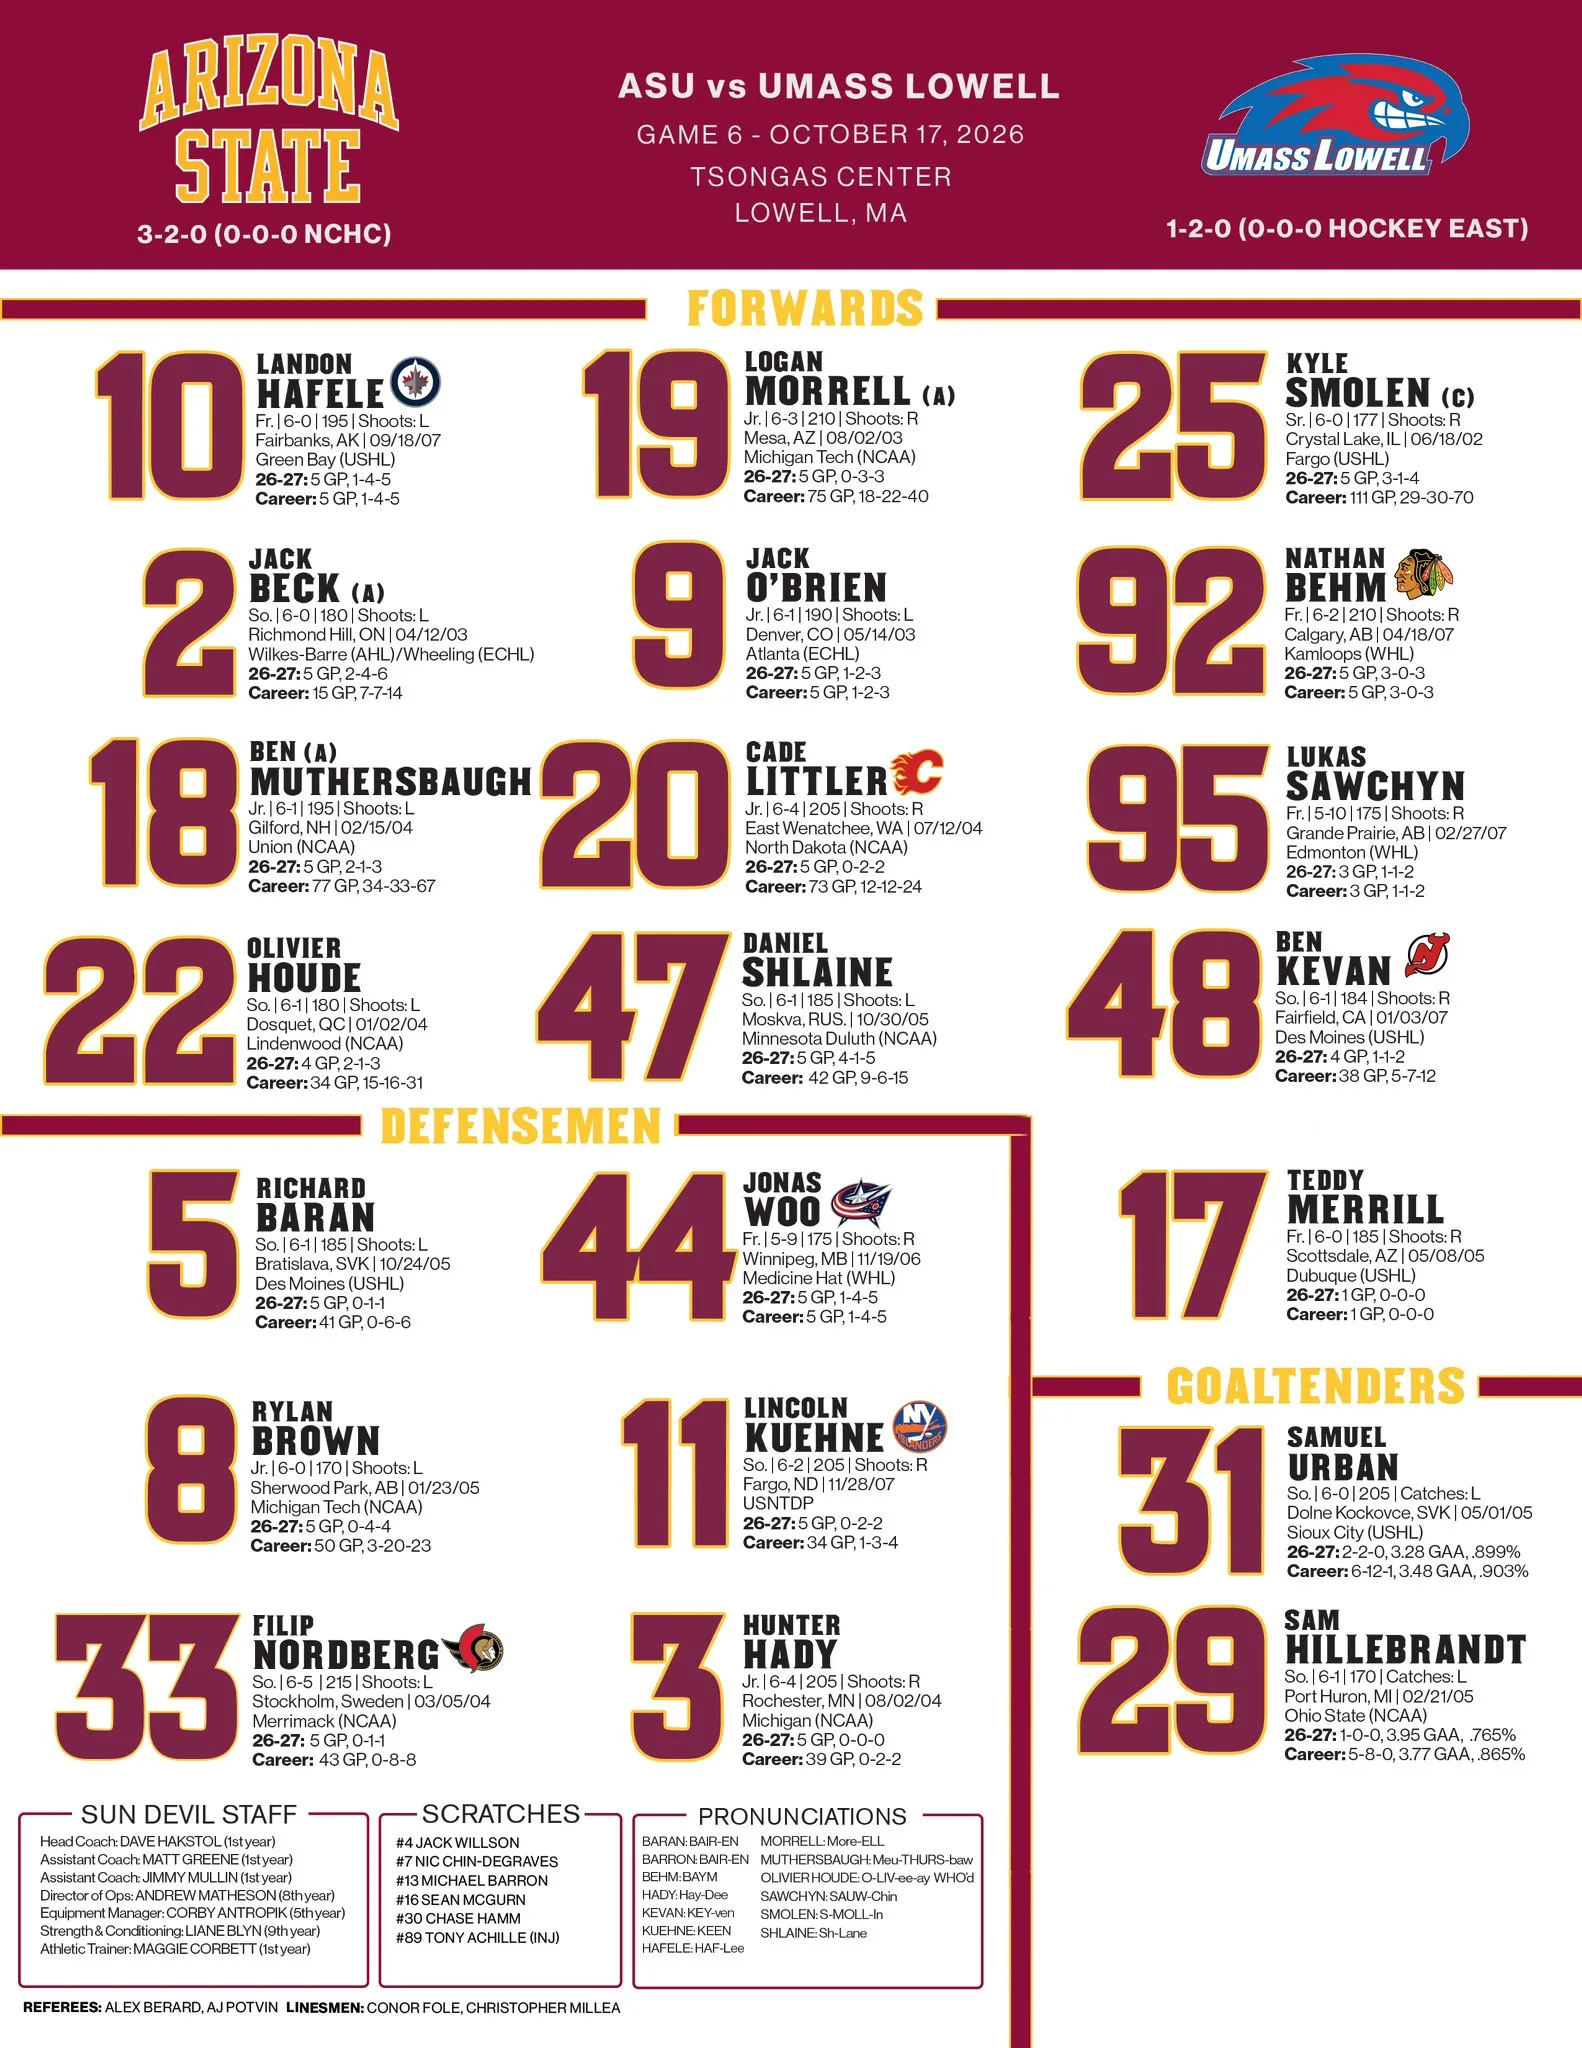 ARIZONA
STATE
3-2-0 (0-0-0 NCHC)
ASU vs UMASS LOWELL
GAME 6 - OCTOBER 17, 2026
TSONGAS CENTER
LOWELL, MA
UMASS LOWELL
1-2-0 (0-0-0 HOCKEY EAST)
FORWARDS
10
LANDON
HAFELE
Fr. | 6-0 | 195 | Shoots: L
Fairbanks, AK | 09/18/07
Green Bay (USHL)
26-27: 5 GP, 1-4-5
Career: 5 GP, 1-4-5
19
LOGAN
MORRELL (A)
Jr. | 6-3 | 210 | Shoots: R
Mesa, AZ | 08/02/03
Michigan Tech (NCAA)
26-27: 5 GP, 0-3-3
Career: 75 GP, 18-22-40
25
KYLE
SMOLEN (C)
Sr. | 6-0 | 177 | Shoots: R
Crystal Lake, IL | 06/18/02
Fargo (USHL)
26-27: 5 GP, 3-1-4
Career: 111 GP, 29-30-70
2
JACK
BECK (A)
So. | 6-0 | 180 | Shoots: L
Richmond Hill, ON | 04/12/03
Wilkes-Barre (AHL)/Wheeling (ECHL)
26-27: 5 GP, 2-4-6
Career: 15 GP, 7-7-14
9
JACK
O'BRIEN
Jr. | 6-1 | 190 | Shoots: L
Denver, CO | 05/14/03
Atlanta (ECHL)
26-27: 5 GP, 1-2-3
Career: 5 GP, 1-2-3
92
NATHAN
BEHM
Fr. | 6-2 | 210 | Shoots: R
Calgary, AB | 04/18/07
Kamloops (WHL)
26-27: 5 GP, 3-0-3
Career: 5 GP, 3-0-3
18
BEN (A)
MUTHERSBAUGH
Jr. | 6-1 | 195 | Shoots: L
Gilford, NH | 02/15/04
Union (NCAA)
26-27: 5 GP, 2-1-3
Career: 77 GP, 34-33-67
20
CADE
LITTLER
Jr. | 6-4 | 205 | Shoots: R
East Wenatchee, WA | 07/12/04
North Dakota (NCAA)
26-27: 5 GP, 0-2-2
Career: 73 GP, 12-12-24
95
LUKAS
SAWCHYN
Fr. | 5-10 | 175 | Shoots: R
Grande Prairie, AB | 02/27/07
Edmonton (WHL)
26-27: 3 GP, 1-1-2
Career: 3 GP, 1-1-2
22
OLIVIER
HOUDE
So. | 6-1 | 180 | Shoots: L
Dosquet, QC | 01/02/04
Lindenwood (NCAA)
26-27: 4 GP, 2-1-3
Career: 34 GP, 15-16-31
47
DANIEL
SHLAINE
So. | 6-1 | 185 | Shoots: L
Moskva, RUS. | 10/30/05
Minnesota Duluth (NCAA)
26-27: 5 GP, 4-1-5
Career: 42 GP, 9-6-15
48
BEN
KEVAN
So. | 6-1 | 184 | Shoots: R
Fairfield, CA | 01/03/07
Des Moines (USHL)
26-27: 4 GP, 1-1-2
Career: 38 GP, 5-7-12
DEFENSEMEN
5
RICHARD
BARAN
So. | 6-1 | 185 | Shoots: L
Bratislava, SVK | 10/24/05
Des Moines (USHL)
26-27: 5 GP, 0-1-1
Career: 41 GP, 0-6-6
44
JONAS
WOO
Fr. | 5-9 | 175 | Shoots: R
Winnipeg, MB | 11/19/06
Medicine Hat (WHL)
26-27: 5 GP, 1-4-5
Career: 5 GP, 1-4-5
17
TEDDY
MERRILL
Fr. | 6-0 | 185 | Shoots: R
Scottsdale, AZ | 05/08/05
Dubuque (USHL)
26-27: 1 GP, 0-0-0
Career: 1 GP, 0-0-0
8
RYLAN
BROWN
Jr. | 6-0 | 170 | Shoots: L
Sherwood Park, AB | 01/23/05
Michigan Tech (NCAA)
26-27: 5 GP, 0-4-4
Career: 50 GP, 3-20-23
11
LINCOLN
KUEHNE
NY
ISLANDERS
So. | 6-2 | 205 | Shoots: R
Fargo, ND | 11/28/07
USNTDP
26-27: 5 GP, 0-2-2
Career: 34 GP, 1-3-4
33
FILIP
NORDBERG
So. | 6-5 | 215 | Shoots: L
Stockholm, Sweden | 03/05/04
Merrimack (NCAA)
26-27: 5 GP, 0-1-1
Career: 43 GP, 0-8-8
3
HUNTER
HADY
Jr. | 6-4 | 205 | Shoots: R
Rochester, MN | 08/02/04
Michigan (NCAA)
26-27: 5 GP, 0-0-0
Career: 39 GP, 0-2-2
GOALTENDERS
31
SAMUEL
URBAN
So. | 6-0 | 205 | Catches: L
Dolne Kockovce, SVK | 05/01/05
Sioux City (USHL)
26-27: 2-2-0, 3.28 GAA, .899%
Career: 6-12-1, 3.48 GAA, .903%
29
SAM
HILLEBRANDT
So. | 6-1 | 170 | Catches: L
Port Huron, MI | 02/21/05
Ohio State (NCAA)
26-27: 1-0-0, 3.95 GAA, .765%
Career: 5-8-0, 3.77 GAA, .865%
SUN DEVIL STAFF
Head Coach: DAVE HAKSTOL (1st year)
Assistant Coach: MATT GREENE (1st year)
Assistant Coach: JIMMY MULLIN (1st year)
Director of Ops: ANDREW MATHESON (8th year)
Equipment Manager: CORBY ANTROPIK (5th year)
Strength & Conditioning: LIANE BLYN (9th year)
Athletic Trainer: MAGGIE CORBETT (1st year)
SCRATCHES
#4 JACK WILLSON
#7 NIC CHIN-DEGRAVES
#13 MICHAEL BARRON
#16 SEAN MCGURN
#30 CHASE HAMM
#89 TONY ACHILLE (INJ)
PRONUNCIATIONS
BARAN: BAIR-EN
BARRON: BAIR-EN
BEHM: BAYM
HADY: Hay-Dee
KEVAN: KEY-ven
KUEHNE: KEEN
HAFELE: HAF-Lee
MORRELL: More-ELL
MUTHERSBAUGH: Meu-THURS-baw
OLIVIER HOUDE: O-LIV-ee-ay WHO'd
SAWCHYN: SAUW-Chin
SMOLEN: S-MOLL-In
SHLAINE: Sh-Lane
REFEREES: ALEX BERARD, AJ POTVIN LINESMEN: CONOR FOLE, CHRISTOPHER MILLEA